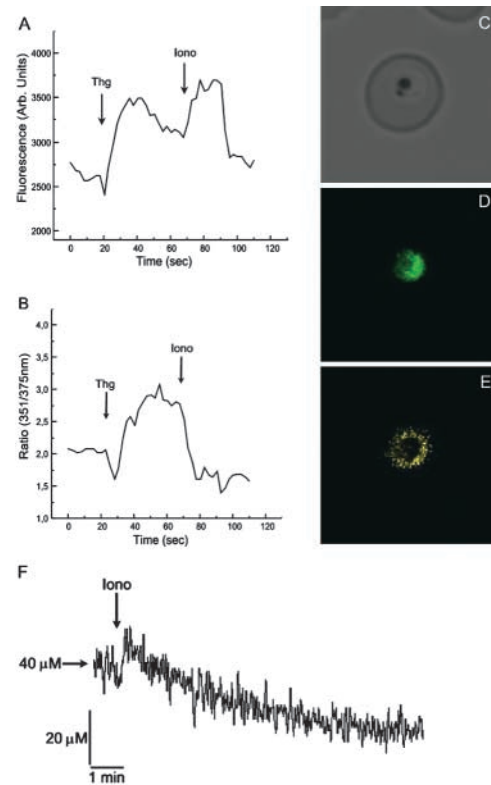 A
Fluorescence (Arb. Units)
4000
3500
3000
2500
2000
Thg
Iono
0 20 40 60 80 100 120
Time (sec)
B
Ratio (351/375nm)
4,0
3,5
3,0
2,5
2,0
1,5
1,0
Thg
Iono
0 20 40 60 80 100 120
Time (sec)
C
D
E
F
Iono
40 µM
20 µM
1 min